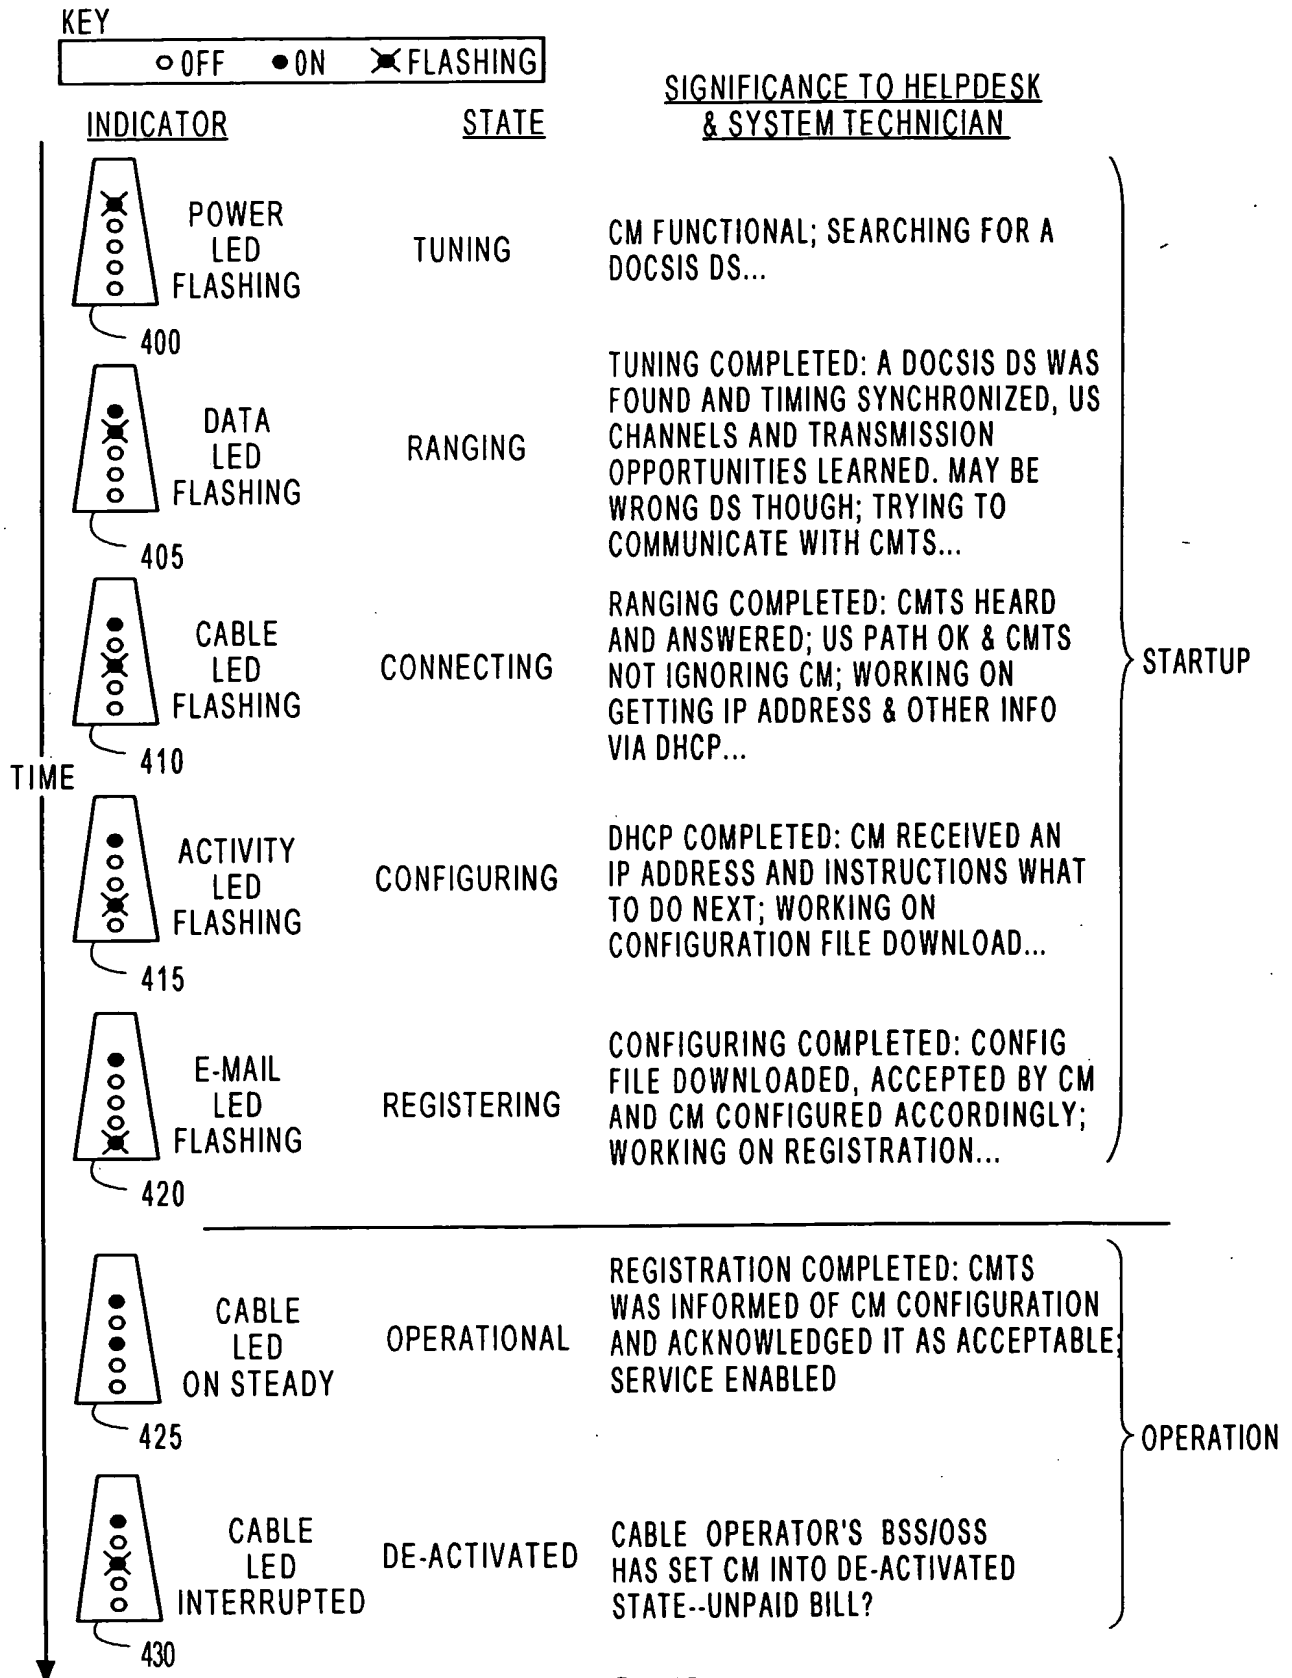 KEY
OFF ON FLASHING
INDICATOR
STATE
SIGNIFICANCE TO HELPDESK
& SYSTEM TECHNICIAN
POWER
LED
FLASHING
400
TUNING
CM FUNCTIONAL; SEARCHING FOR A
DOCSIS DS...
DATA
LED
FLASHING
405
RANGING
TUNING COMPLETED: A DOCSIS DS WAS
FOUND AND TIMING SYNCHRONIZED, US
CHANNELS AND TRANSMISSION
OPPORTUNITIES LEARNED. MAY BE
WRONG DS THOUGH; TRYING TO
COMMUNICATE WITH CMTS...
CABLE
LED
FLASHING
410
CONNECTING
RANGING COMPLETED: CMTS HEARD
AND ANSWERED; US PATH OK & CMTS
NOT IGNORING CM; WORKING ON
GETTING IP ADDRESS & OTHER INFO
VIA DHCP...
STARTUP
TIME
ACTIVITY
LED
FLASHING
415
CONFIGURING
DHCP COMPLETED: CM RECEIVED AN
IP ADDRESS AND INSTRUCTIONS WHAT
TO DO NEXT; WORKING ON
CONFIGURATION FILE DOWNLOAD...
E-MAIL
LED
FLASHING
420
REGISTERING
CONFIGURING COMPLETED: CONFIG
FILE DOWNLOADED, ACCEPTED BY CM
AND CM CONFIGURED ACCORDINGLY;
WORKING ON REGISTRATION...
CABLE
LED
ON STEADY
425
OPERATIONAL
REGISTRATION COMPLETED: CMTS
WAS INFORMED OF CM CONFIGURATION
AND ACKNOWLEDGED IT AS ACCEPTABLE;
SERVICE ENABLED
OPERATION
CABLE
LED
INTERRUPTED
430
DE-ACTIVATED
CABLE OPERATOR'S BSS/OSS
HAS SET CM INTO DE-ACTIVATED
STATE--UNPAID BILL?